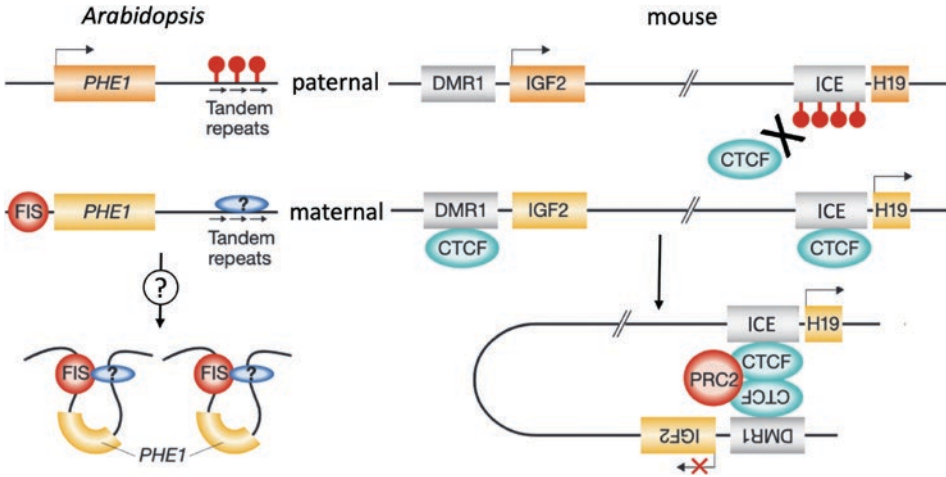 Arabidopsis
mouse
PHE1
Tandem
repeats
paternal
DMR1
IGF2
ICE
H19
CTCF
FIS
PHE1
?
Tandem
repeats
maternal
DMR1
IGF2
ICE
H19
CTCF
CTCF
?
ICE
H19
FIS
?
FIS
?
PRC2
CTCF
CTCF
PHE1
IGF2
DMR1